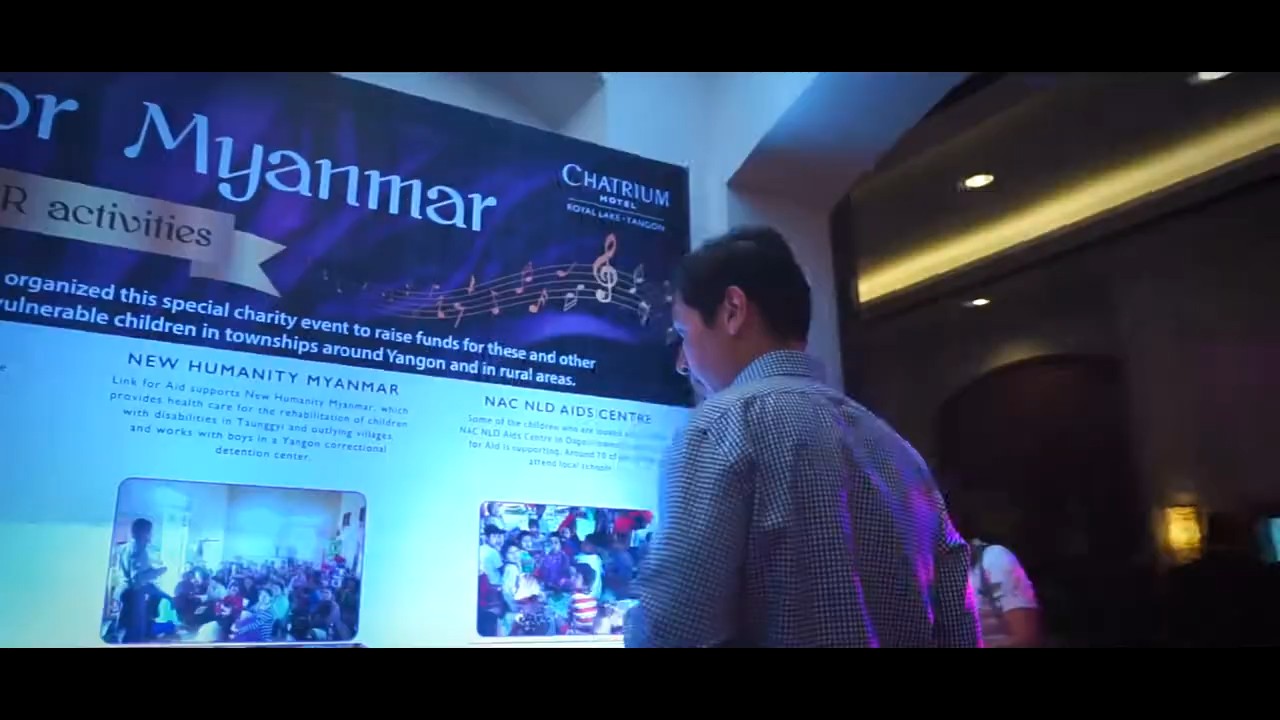 or Myanmar
CHATRIUM
HOTEL
ROYAL LAKE · YANGON
R activities
organized this special charity event to raise funds for these and other
vulnerable children in townships around Yangon and in rural areas.
NEW HUMANITY MYANMAR
Link for Aid supports New Humanity Myanmar, which
provides health care for the rehabilitation of children
with disabilities in Taunggyi and outlying villages,
and works with boys in a Yangon correctional
detention center.
NAC NLD AIDS CENTRE
Some of the children who are
NAC NLD Aids Centre in
for Aid is supporting. Around 70 of
attend local schools